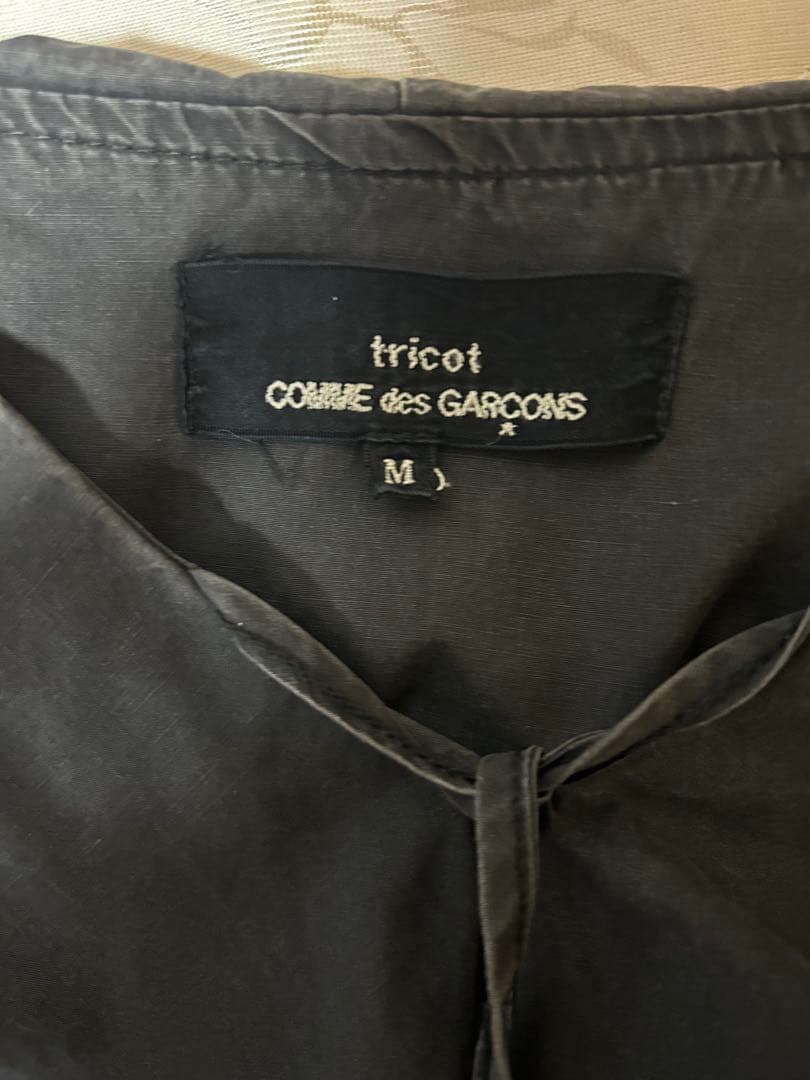 tricot
COMME des GARCONS
*
M